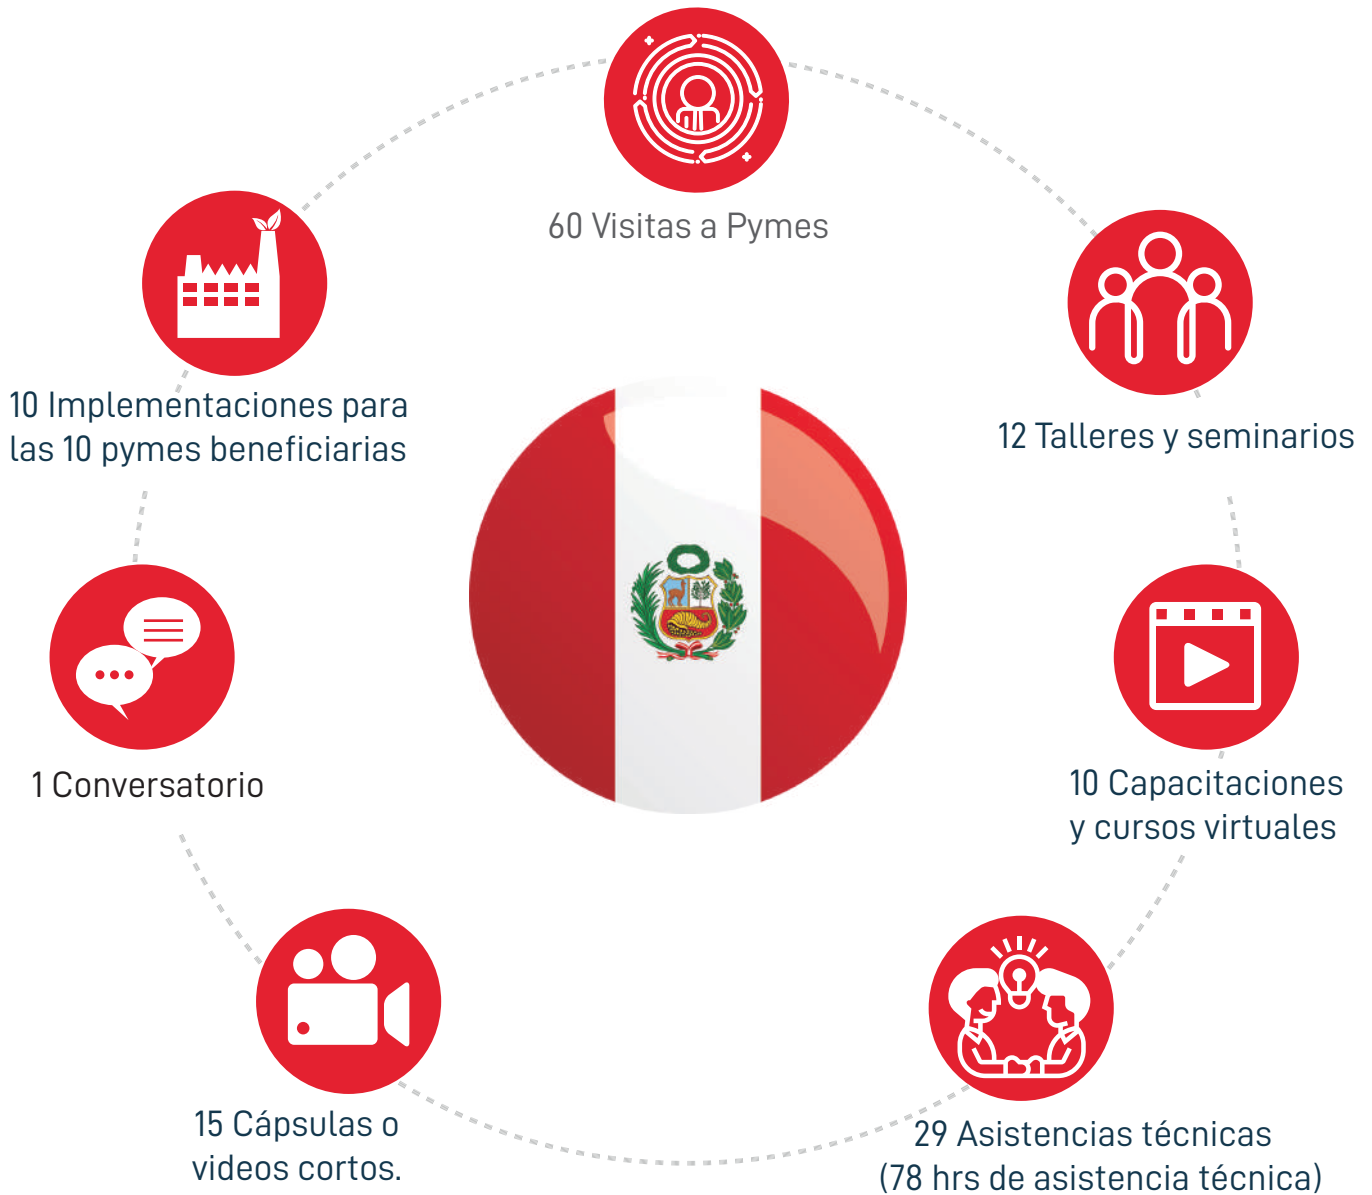 60 Visitas a Pymes
10 Implementaciones para
las 10 pymes beneficiarias
12 Talleres y seminarios
1 Conversatorio
10 Capacitaciones
y cursos virtuales
15 Cápsulas o
videos cortos.
29 Asistencias técnicas
(78 hrs de asistencia técnica)